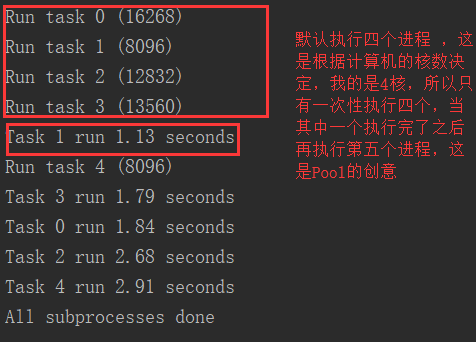 Run task 0 (16268)
Run task 1 (8096)
Run task 2 (12832)
Run task 3 (13560)
Task 1 run 1.13 seconds
Run task 4 (8096)
Task 3 run 1.79 seconds
Task 0 run 1.84 seconds
Task 2 run 2.68 seconds
Task 4 run 2.91 seconds
All subprocesses done
默认执行四个进程 ，这
是根据计算机的核数决
定，我的是4核，所以只
有一次性执行四个，当
其中一个执行完了之后
再执行第五个进程，这
是Pool的创意